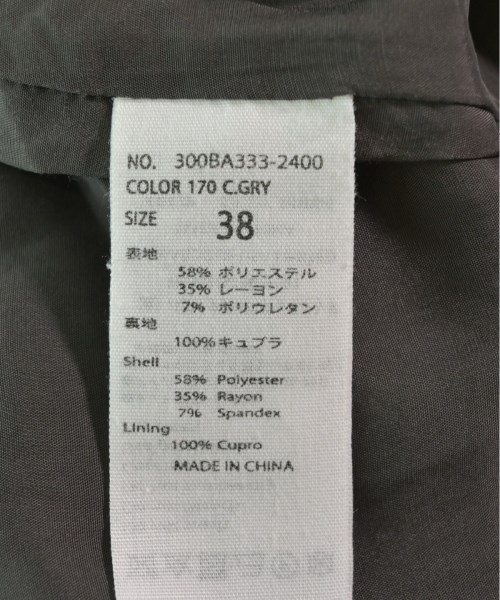 NO. 300BA333-2400
COLOR 170 C.GRY
SIZE 38
表地
58% ポリエステル
35% レーヨン
7% ポリウレタン
裏地
100%キュプラ
Shell
58% Polyester
35% Rayon
7% Spandex
Lining
100% Cupro
MADE IN CHINA